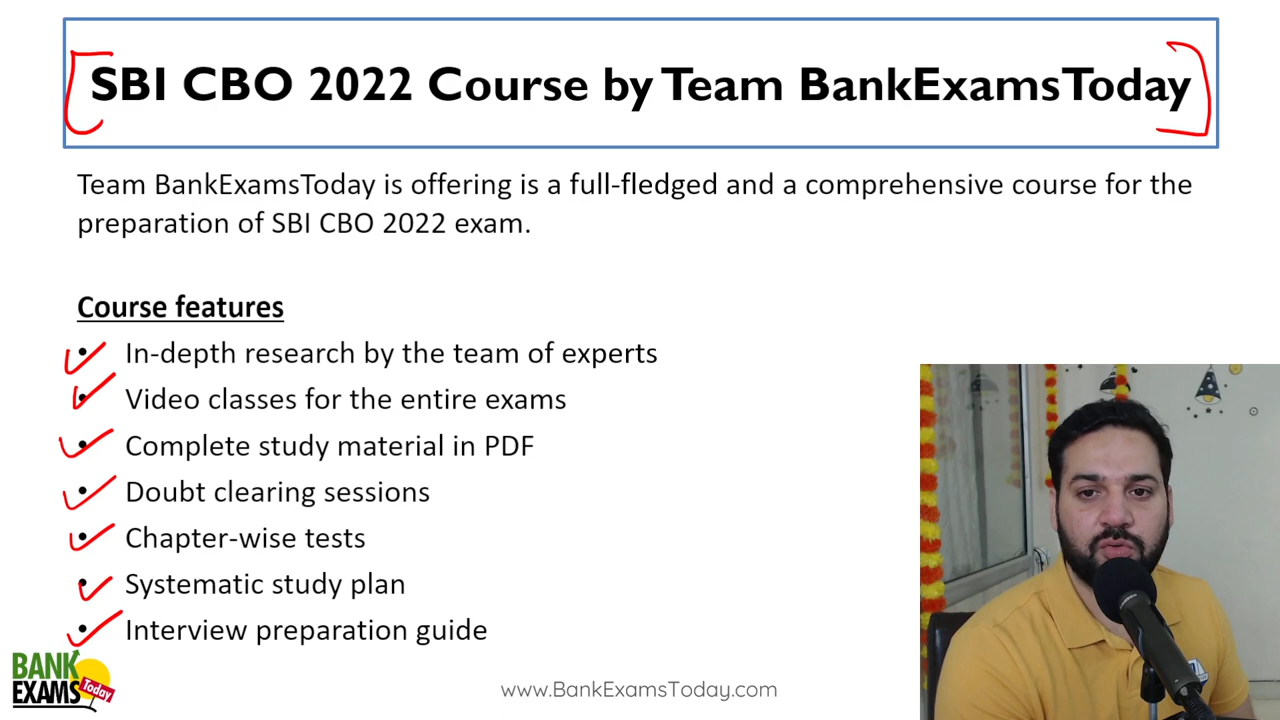 SBI CBO 2022 Course by Team BankExamsToday
Team BankExamsToday is offering is a full-fledged and a comprehensive course for the
preparation of SBI CBO 2022 exam.
Course features
• In-depth research by the team of experts
• Video classes for the entire exams
• Complete study material in PDF
• Doubt clearing sessions
• Chapter-wise tests
• Systematic study plan
• Interview preparation guide
BANK
EXAMS
Today
www.BankExamsToday.com